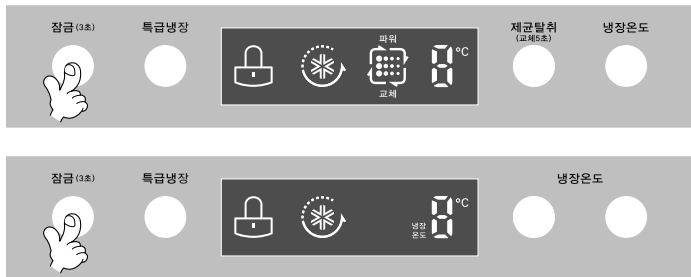 잠금 (3초) 특급냉장 제균탈취 냉장온도
(교체5초)
파워
8 °C
교체
잠금 (3초) 특급냉장 냉장온도
8 °C
냉장
온도